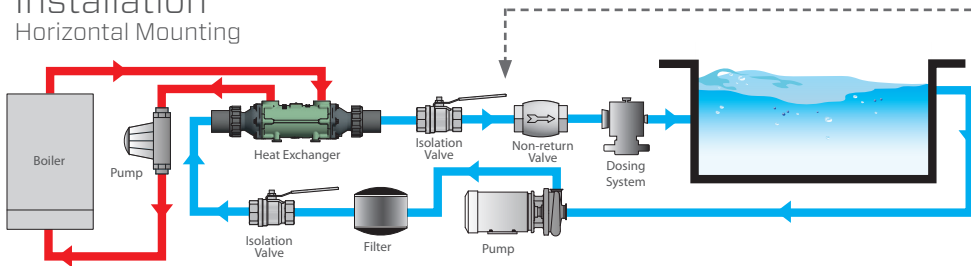 Installation
Horizontal Mounting
Boiler
Pump
Heat Exchanger
Isolation
Valve
Non-return
Valve
Dosing
System
Isolation
Valve
Filter
Pump